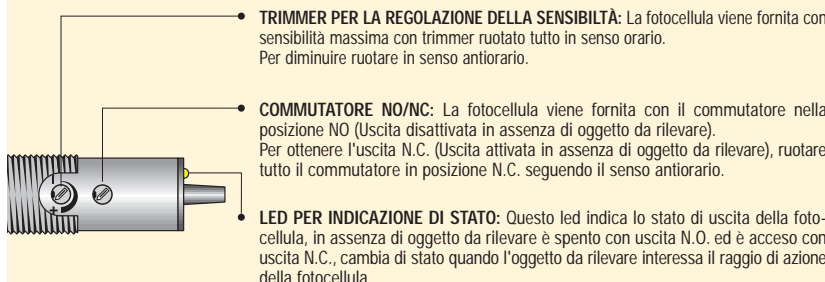 TRIMMER PER LA REGOLAZIONE DELLA SENSIBILTÀ: La fotocellula viene fornita con
sensibilità massima con trimmer ruotato tutto in senso orario.
Per diminuire ruotare in senso antiorario.
COMMUTATORE NO/NC: La fotocellula viene fornita con il commutatore nella
posizione NO (Uscita disattivata in assenza di oggetto da rilevare).
Per ottenere l'uscita N.C. (Uscita attivata in assenza di oggetto da rilevare), ruotare
tutto il commutatore in posizione N.C. seguendo il senso antiorario.
-
+
LED PER INDICAZIONE DI STATO: Questo led indica lo stato di uscita della foto-
cellula, in assenza di oggetto da rilevare è spento con uscita N.O. ed è acceso con
uscita N.C., cambia di stato quando l'oggetto da rilevare interessa il raggio di azione
della fotocellula